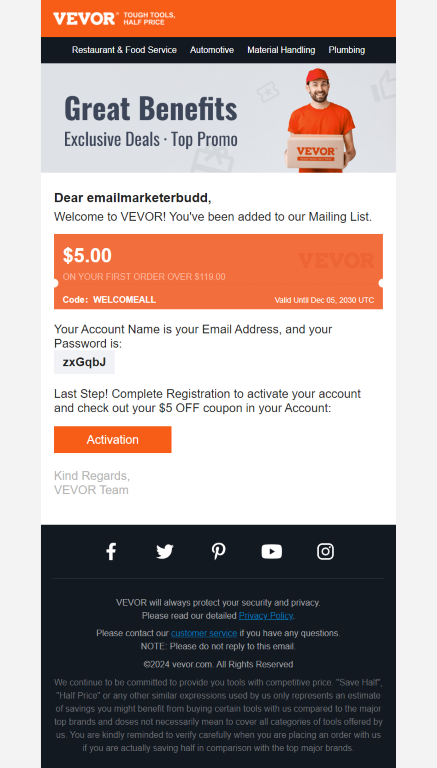 VEVOR® TOUGH TOOLS,
HALF PRICE
Restaurant & Food Service Automotive Material Handling Plumbing
Great Benefits
Exclusive Deals · Top Promo
VEVOR
Dear emailmarketerbudd,
Welcome to VEVOR! You've been added to our Mailing List.
$5.00
VEVOR
ON YOUR FIRST ORDER OVER $119.00
Code: WELCOMEALL Valid Until Dec 05, 2030 UTC
Your Account Name is your Email Address, and your
Password is:
zxGqbJ
Last Step! Complete Registration to activate your account
and check out your $5 OFF coupon in your Account:
Activation
Kind Regards,
VEVOR Team
VEVOR will always protect your security and privacy.
Please read our detailed Privacy Policy.
Please contact our customer service if you have any questions.
NOTE: Please do not reply to this email.
©2024 vevor.com. All Rights Reserved
We continue to be committed to provide you tools with competitive price. "Save Half",
"Half Price" or any other similar expressions used by us only represents an estimate
of savings you might benefit from buying certain tools with us compared to the major
top brands and doses not necessarily mean to cover all categories of tools offered by
us. You are kindly reminded to verify carefully when you are placing an order with us
if you are actually saving half in comparison with the top major brands.